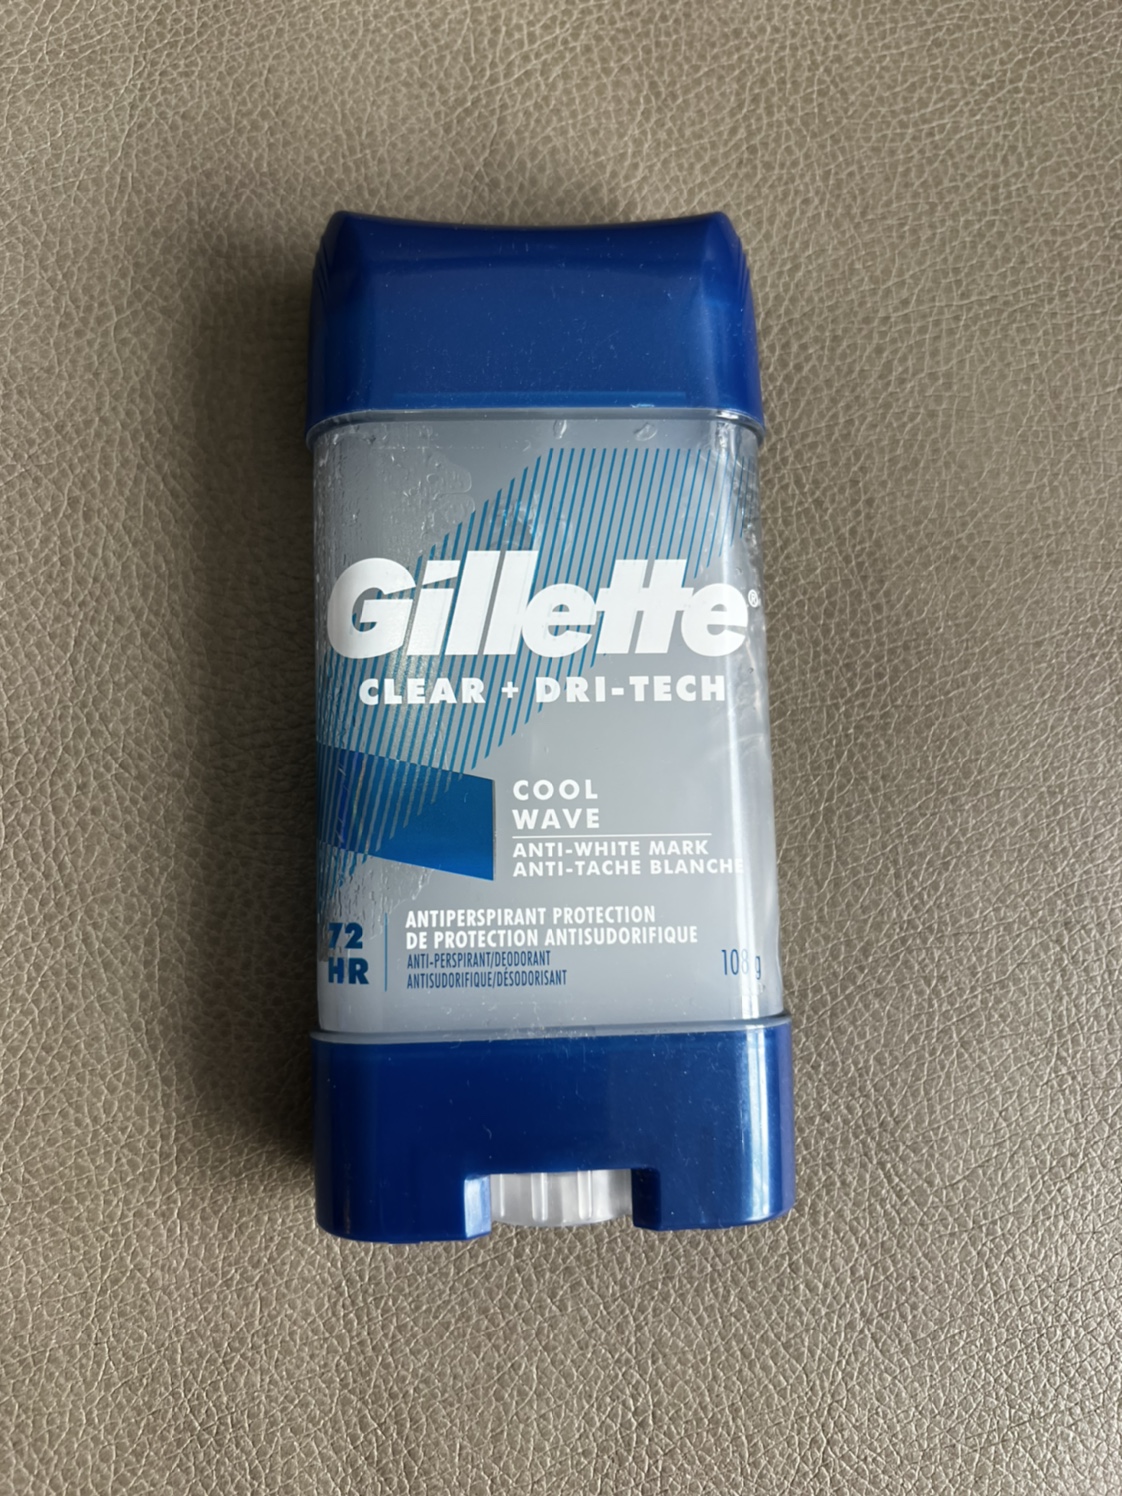 Gillette®
CLEAR + DRI-TECH
COOL
WAVE
ANTI-WHITE MARK
ANTI-TACHE BLANCHE
72
HR
ANTIPERSPIRANT PROTECTION
DE PROTECTION ANTISUDORIFIQUE
ANTI-PERSPIRANT/DEODORANT
ANTISUDORIFIQUE/DÉSODORISANT
108 g